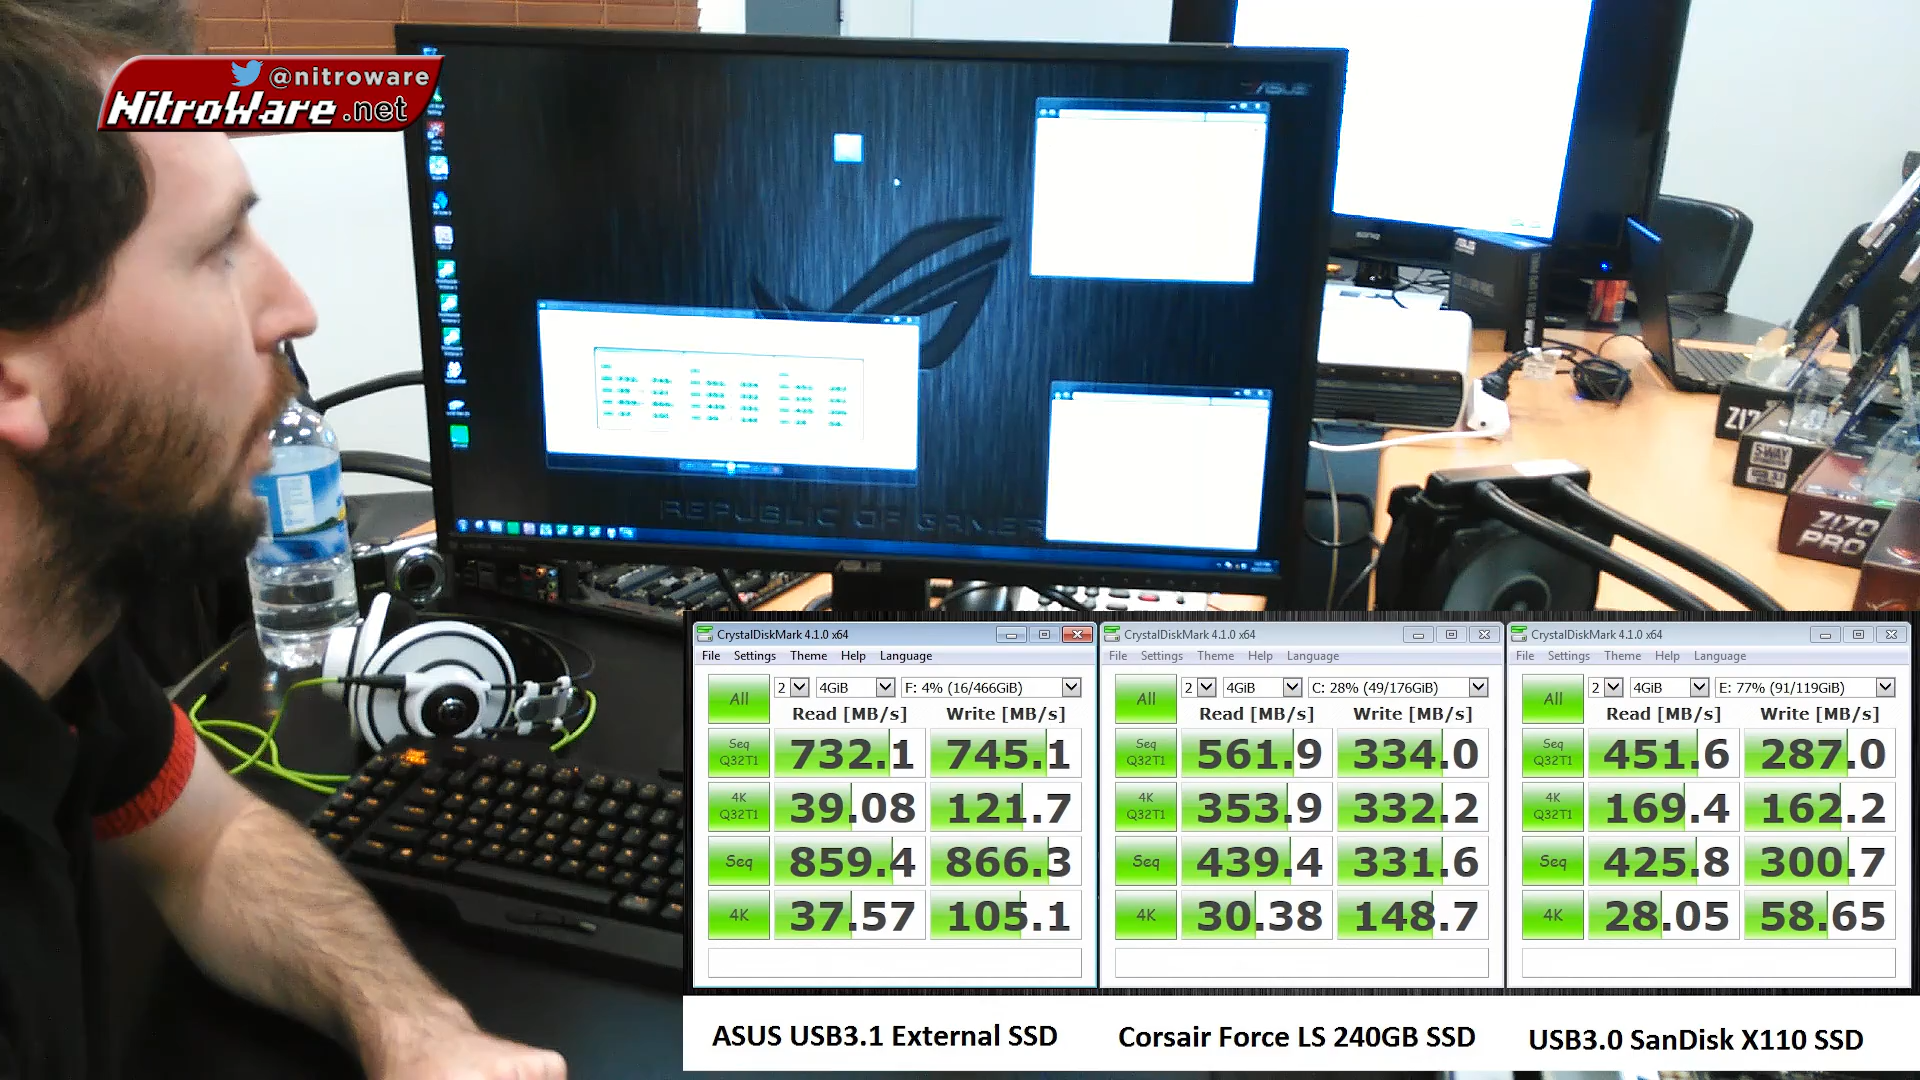 @nitroware
NitroWare.net
ASUS
REPUBLIC OF GAMER
ASUS
ASUS
Z17
5-WAY
Z170
PRO
CrystalDiskMark 4.1.0 x64
File Settings Theme Help Language
All 2 4GiB F: 4% (16/466GiB)
Read [MB/s] Write [MB/s]
Seq Q32T1 732.1 745.1
4K Q32T1 39.08 121.7
Seq 859.4 866.3
4K 37.57 105.1
ASUS USB3.1 External SSD
CrystalDiskMark 4.1.0 x64
File Settings Theme Help Language
All 2 4GiB C: 28% (49/176GiB)
Read [MB/s] Write [MB/s]
Seq Q32T1 561.9 334.0
4K Q32T1 353.9 332.2
Seq 439.4 331.6
4K 30.38 148.7
Corsair Force LS 240GB SSD
CrystalDiskMark 4.1.0 x64
File Settings Theme Help Language
All 2 4GiB E: 77% (91/119GiB)
Read [MB/s] Write [MB/s]
Seq Q32T1 451.6 287.0
4K Q32T1 169.4 162.2
Seq 425.8 300.7
4K 28.05 58.65
USB3.0 SanDisk X110 SSD